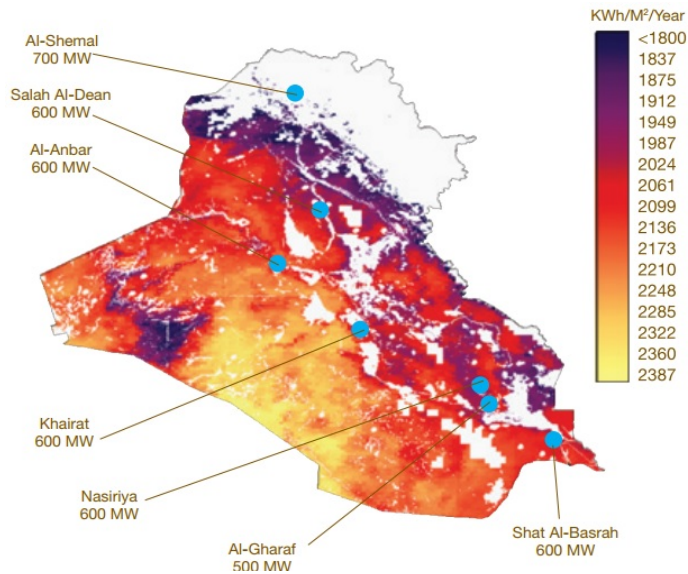 KWh/M²/Year
<1800
1837
1875
1912
1949
1987
2024
2061
2099
2136
2173
2210
2248
2285
2322
2360
2387
Al-Shemal
700 MW
Salah Al-Dean
600 MW
Al-Anbar
600 MW
Khairat
600 MW
Nasiriya
600 MW
Al-Gharaf
500 MW
Shat Al-Basrah
600 MW